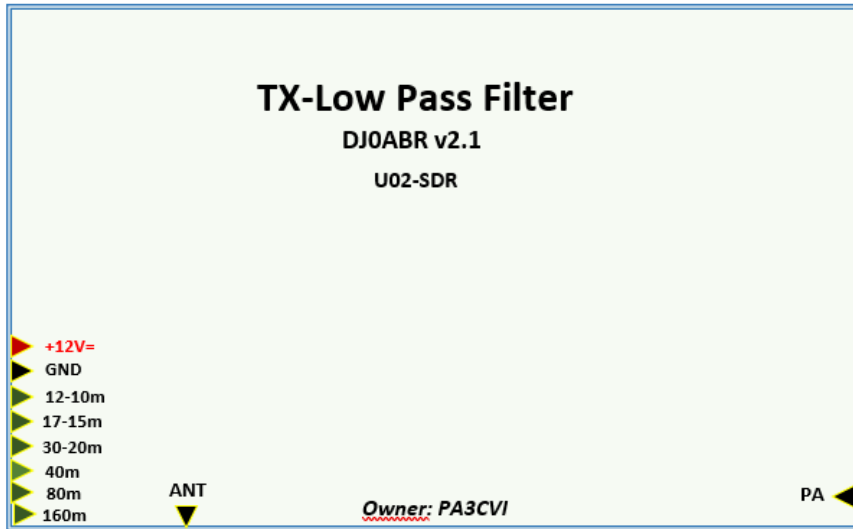 TX-Low Pass Filter
DJ0ABR v2.1
U02-SDR
+12V=
GND
12-10m
17-15m
30-20m
40m
80m
160m
ANT
Owner: PA3CVI
PA